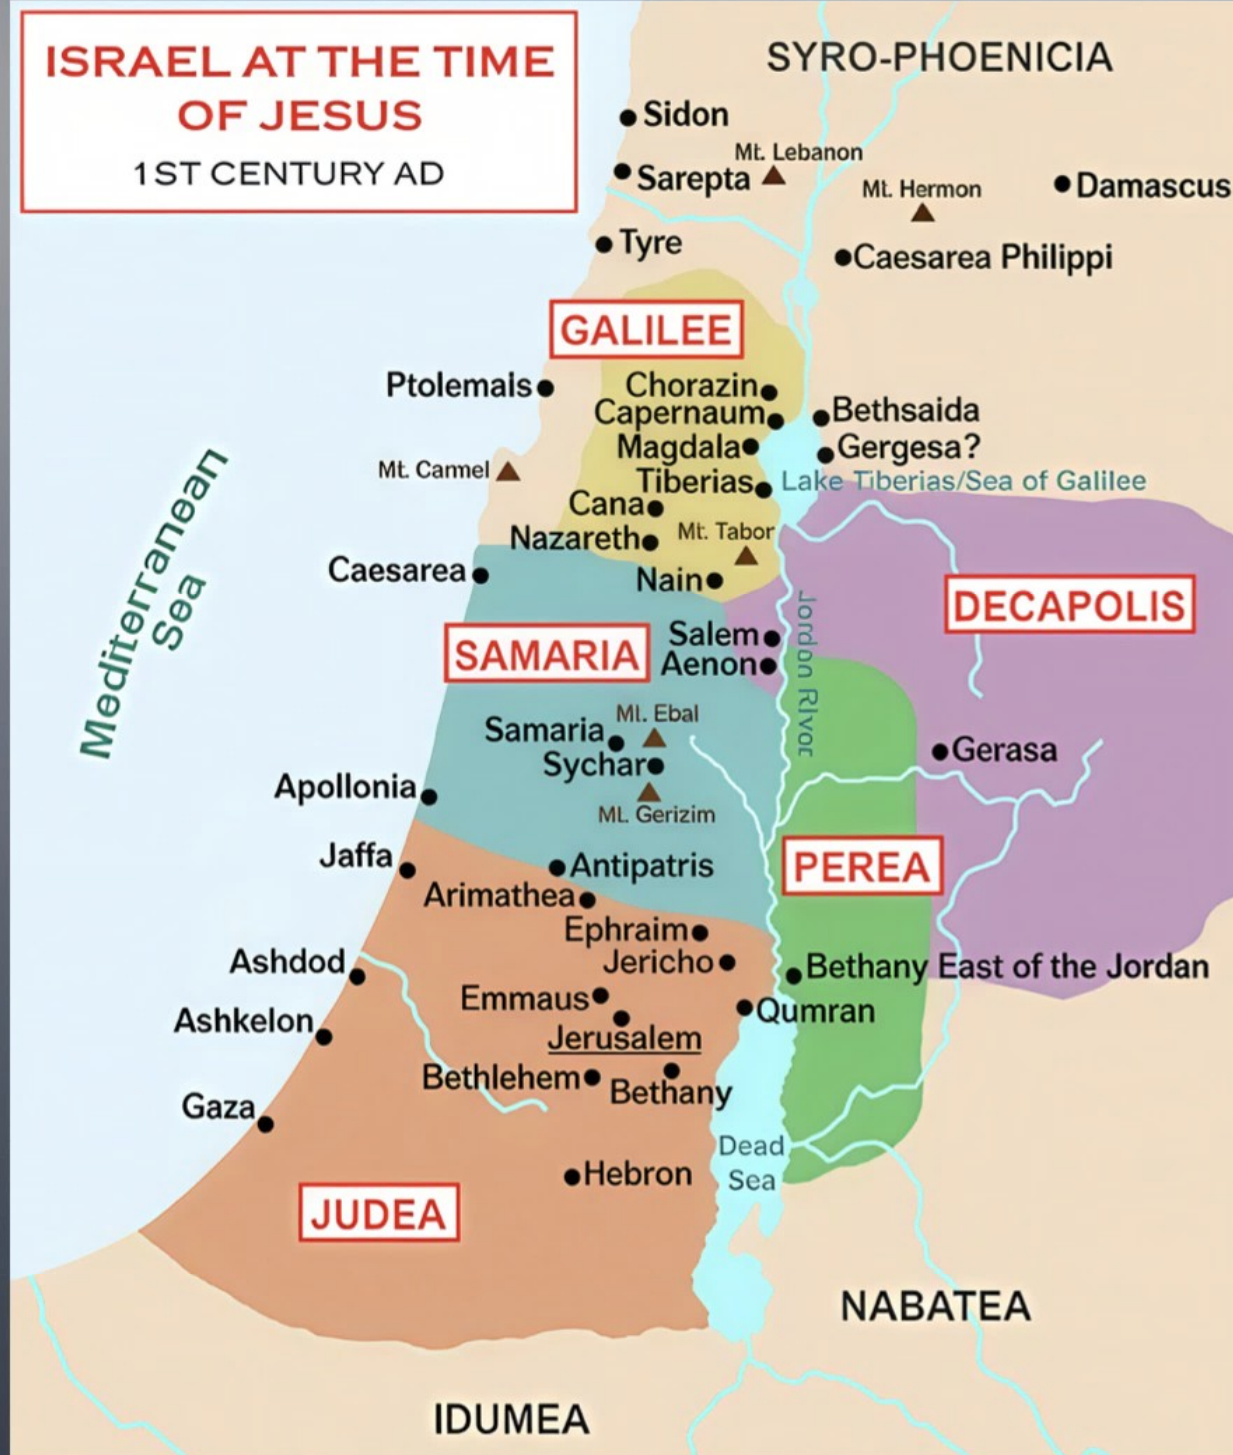 ISRAEL AT THE TIME
OF JESUS
1ST CENTURY AD
SYRO-PHOENICIA
Sidon
Mt. Lebanon
Sarepta
Mt. Hermon
Damascus
Tyre
Caesarea Philippi
GALILEE
Ptolemais
Chorazin
Capernaum
Bethsaida
Magdala
Gergesa?
Mt. Camel
Tiberias
Lake Tiberias/Sea of Galilee
Cana
Nazareth
Mt. Tabor
Mediterranean
Sea
Caesarea
Nain
DECAPOLIS
Jordon RIvor
SAMARIA
Salem
Aenon
Ml. Ebal
Samaria
Sychar
Gerasa
Apollonia
ML. Gerizim
Jaffa
Antipatris
PEREA
Arimathea
Ephraim
Jericho
Ashdod
Bethany East of the Jordan
Emmaus
Qumran
Ashkelon
Jerusalem
Bethlehem
Bethany
Gaza
Dead
Sea
Hebron
JUDEA
NABATEA
IDUMEA